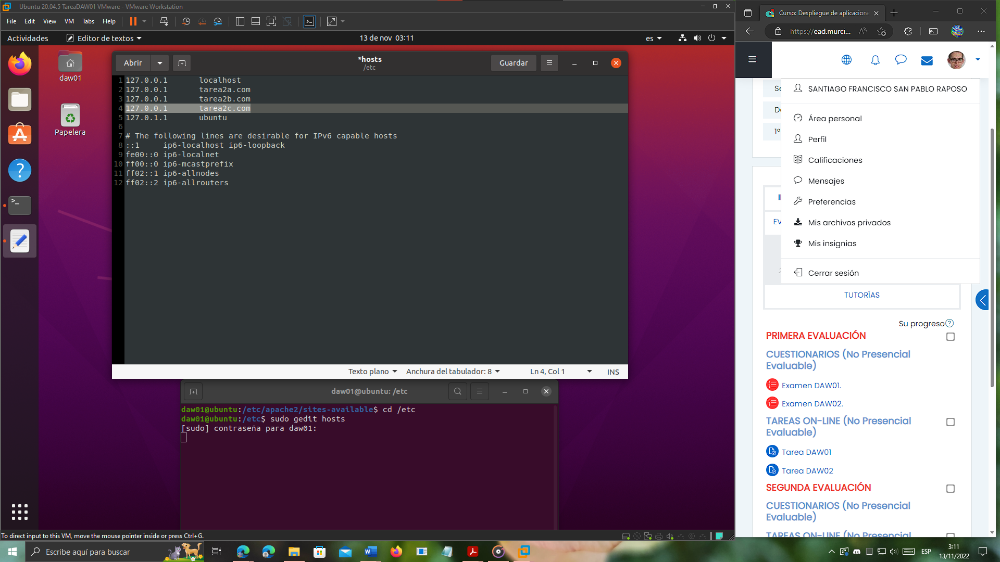 Ubuntu 20.04.5 TareaDAW01 VMware - VMware Workstation
File Edit View VM Tabs Help
Actividades
Editor de textos
13 de nov 03:11
es
daw01
Papelera
Abrir
*hosts
/etc
Guardar
1 127.0.0.1 localhost
2 127.0.0.1 tarea2a.com
3 127.0.0.1 tarea2b.com
4 127.0.0.1 tarea2c.com
5 127.0.1.1 ubuntu
6
7 # The following lines are desirable for IPv6 capable hosts
8 ::1 ip6-localhost ip6-loopback
9 fe00::0 ip6-localnet
10 ff00::0 ip6-mcastprefix
11 ff02::1 ip6-allnodes
12 ff02::2 ip6-allrouters
Texto plano
Anchura del tabulador: 8
Ln 4, Col 1
INS
daw01@ubuntu: /etc
daw01@ubuntu:/etc/apache2/sites-available$ cd /etc
daw01@ubuntu:/etc$ sudo gedit hosts
[sudo] contraseña para daw01:
To direct input to this VM, move the mouse pointer inside or press Ctrl+G.
Curso: Despliegue de aplicacione
https://ead.murci...
SANTIAGO FRANCISCO SAN PABLO RAPOSO
Área personal
Perfil
Calificaciones
Mensajes
Preferencias
Mis archivos privados
Mis insignias
Cerrar sesión
Se
1ª
EV
TUTORÍAS
Su progreso
PRIMERA EVALUACIÓN
CUESTIONARIOS (No Presencial
Evaluable)
Examen DAW01.
Examen DAW02.
TAREAS ON-LINE (No Presencial
Evaluable)
Tarea DAW01
Tarea DAW02
SEGUNDA EVALUACIÓN
CUESTIONARIOS (No Presencial
Evaluable)
TAREAS ON-LINE (No Presencial
Escribe aquí para buscar
ESP
3:11
13/11/2022